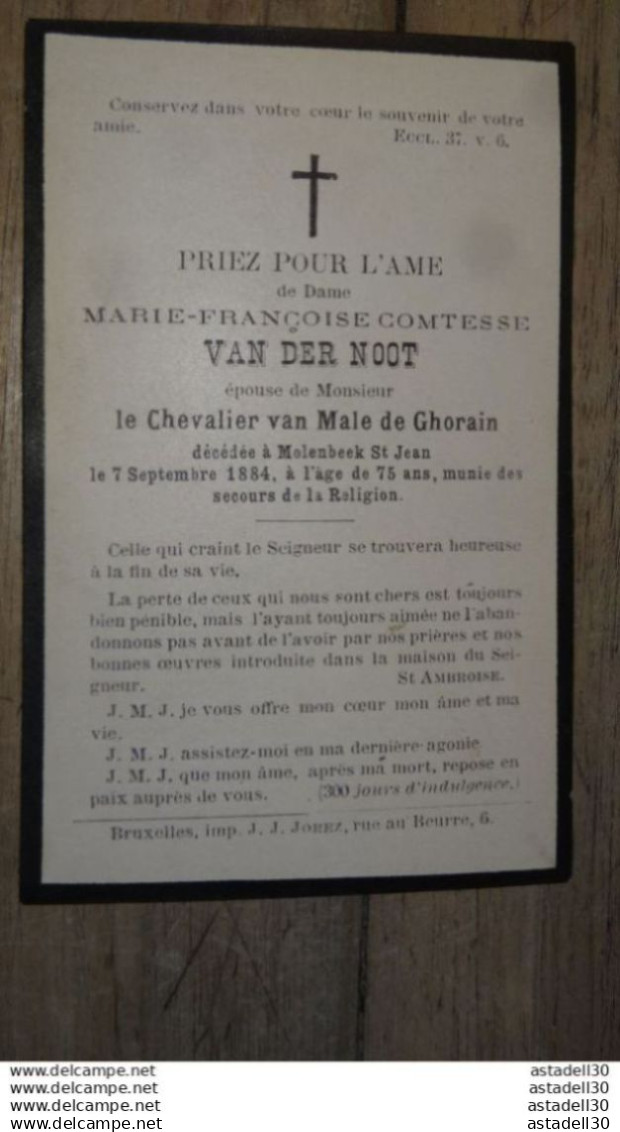 Conservez dans votre cœur le souvenir de votre
amie. Eccl. 37. v. 6.
PRIEZ POUR L'AME
de Dame
MARIE-FRANÇOISE COMTESSE
VAN DER NOOT
épouse de Monsieur
le Chevalier van Male de Ghorain
décédée à Molenbeek St Jean
le 7 Septembre 1884, à l'âge de 75 ans, munie des
secours de la Religion.
Celle qui craint le Seigneur se trouvera heureuse
à la fin de sa vie.
La perte de ceux qui nous sont chers est toujours
bien pénible, mais l'ayant toujours aimée ne l'aban-
donnons pas avant de l'avoir par nos prières et nos
bonnes œuvres introduite dans la maison du Sei-
gneur. St AMBROISE.
J. M. J. je vous offre mon cœur mon âme et ma
vie.
J. M. J. assistez-moi en ma dernière agonie
J. M. J. que mon âme, après ma mort, repose en
paix auprès de vous. (300 jours d'indulgence.)
Bruxelles, imp. J. J. JOREZ, rue au Beurre, 6.
www.delcampe.net astadell30
www.delcampe.net astadell30
www.delcampe.net astadell30
www.delcampe.net astadell30